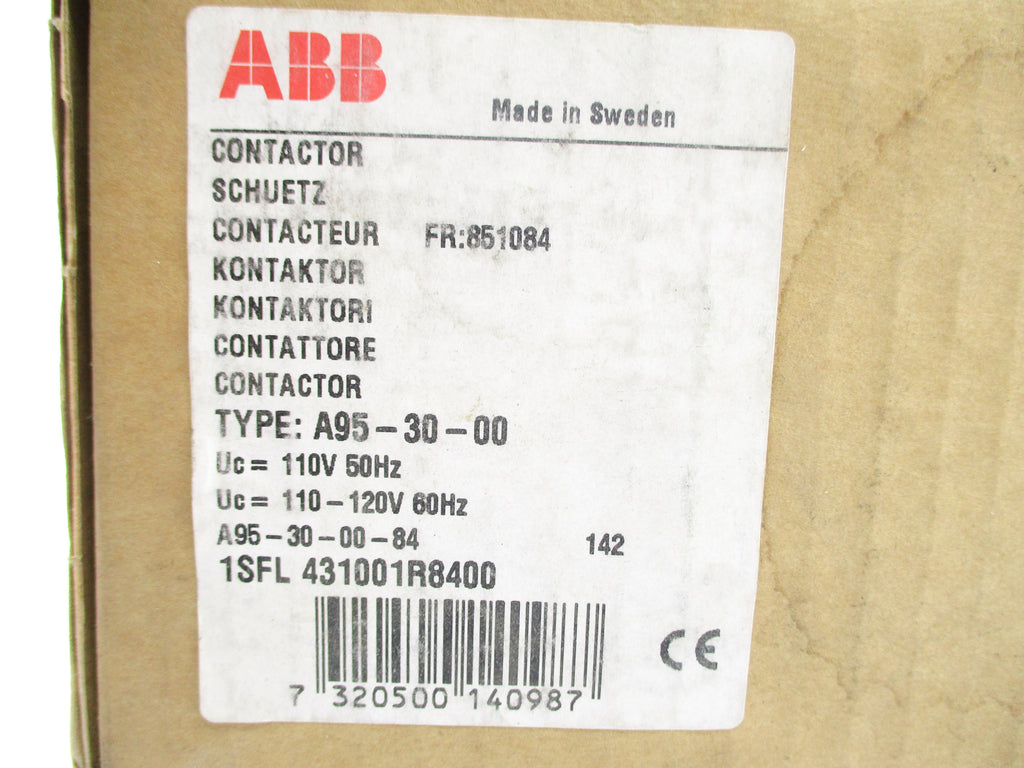 ABB
Made in Sweden
CONTACTOR
SCHUETZ
CONTACTEUR FR:851084
KONTAKTOR
KONTAKTORI
CONTATTORE
CONTACTOR
TYPE: A95-30-00
Uc= 110V 50Hz
Uc= 110-120V 60Hz
A95-30-00-84 142
1SFL 431001R8400
CE
7 320500 140987